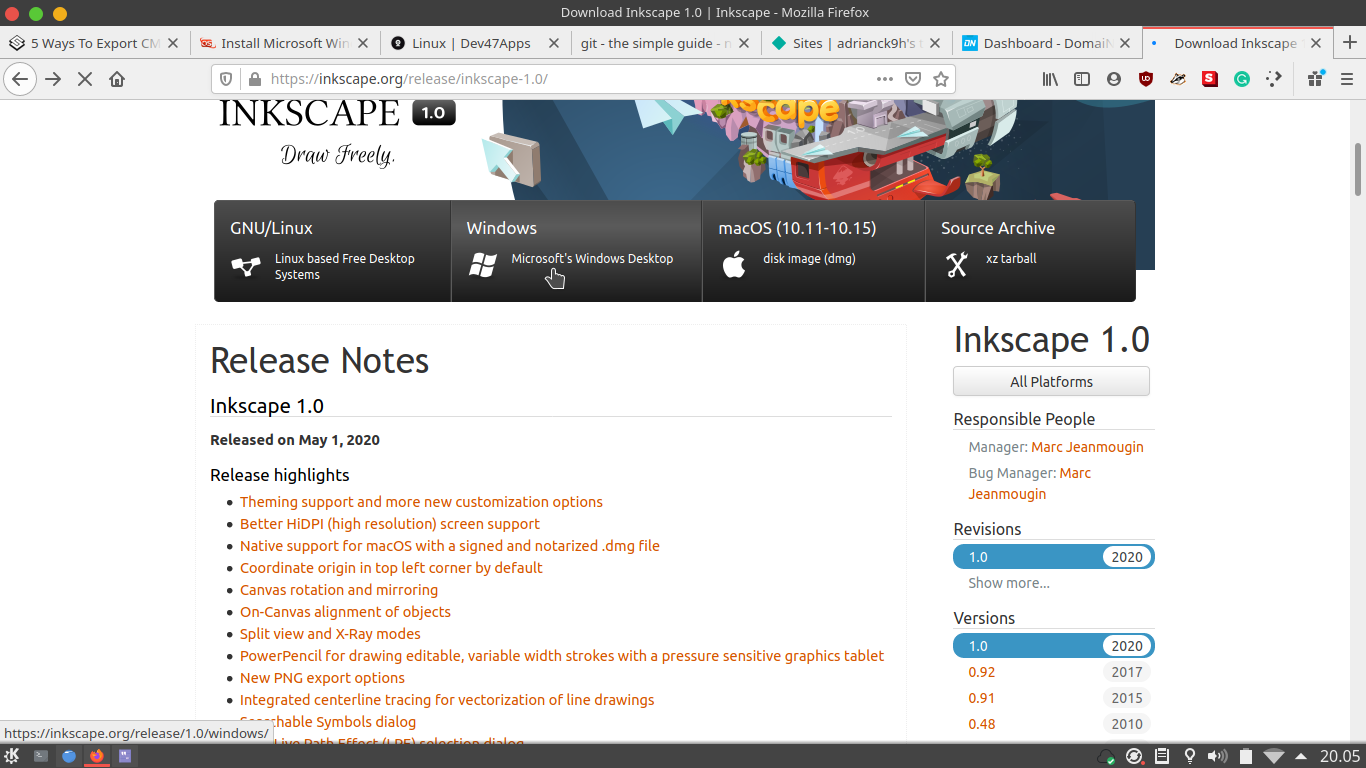 Download Inkscape 1.0 | Inkscape - Mozilla Firefox
5 Ways To Export CM
Install Microsoft Win
Linux | Dev47Apps
git - the simple guide - n
Sites | adrianck9h's t
Dashboard - DomaiN
Download Inkscape
https://inkscape.org/release/inkscape-1.0/
INKSCAPE 1.0
Draw Freely.
GNU/Linux
Linux based Free Desktop
Systems
Windows
Microsoft's Windows Desktop
macOS (10.11-10.15)
disk image (dmg)
Source Archive
xz tarball
Release Notes
Inkscape 1.0
Released on May 1, 2020
Release highlights
Theming support and more new customization options
Better HiDPI (high resolution) screen support
Native support for macOS with a signed and notarized .dmg file
Coordinate origin in top left corner by default
Canvas rotation and mirroring
On-Canvas alignment of objects
Split view and X-Ray modes
PowerPencil for drawing editable, variable width strokes with a pressure sensitive graphics tablet
New PNG export options
Integrated centerline tracing for vectorization of line drawings
Searchable Symbols dialog
Live Path Effect (LPE) selection dialog
Inkscape 1.0
All Platforms
Responsible People
Manager: Marc Jeanmougin
Bug Manager: Marc
Jeanmougin
Revisions
1.0 2020
Show more...
Versions
1.0 2020
0.92 2017
0.91 2015
0.48 2010
https://inkscape.org/release/1.0/windows/
20.05